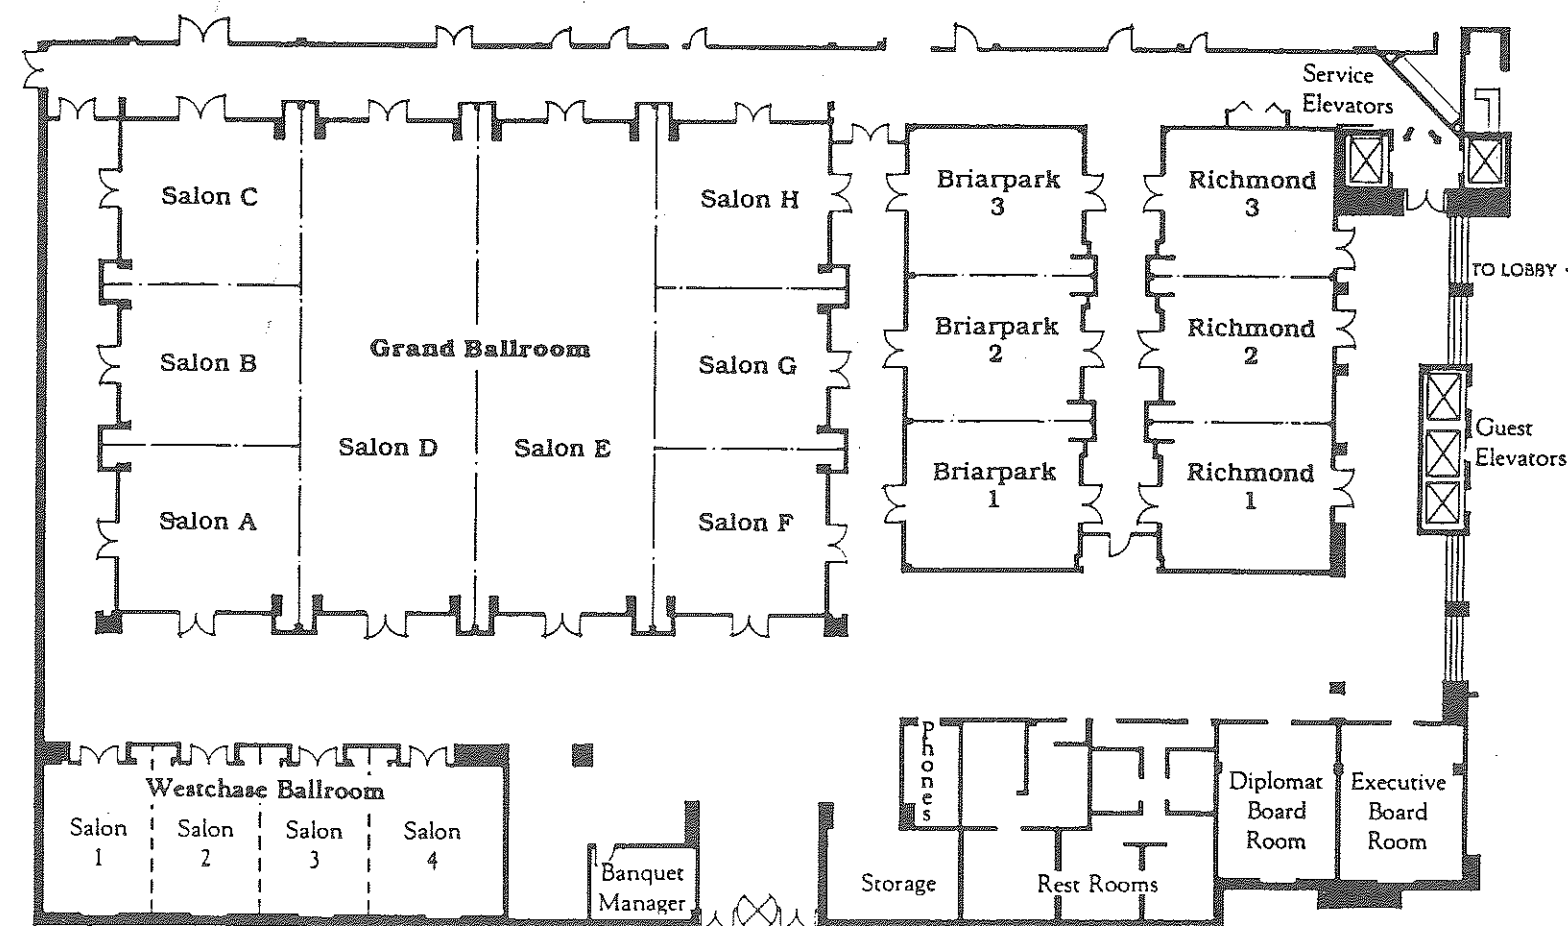 Service
Elevators
Salon C
Salon H
Briarpark
3
Richmond
3
TO LOBBY
Salon B
Grand Ballroom
Salon G
Briarpark
2
Richmond
2
Salon D
Salon E
Guest
Elevators
Salon A
Salon F
Briarpark
1
Richmond
1
Phones
Westchase Ballroom
Salon
1
Salon
2
Salon
3
Salon
4
Diplomat
Board
Room
Executive
Board
Room
Banquet
Manager
Storage
Rest Rooms